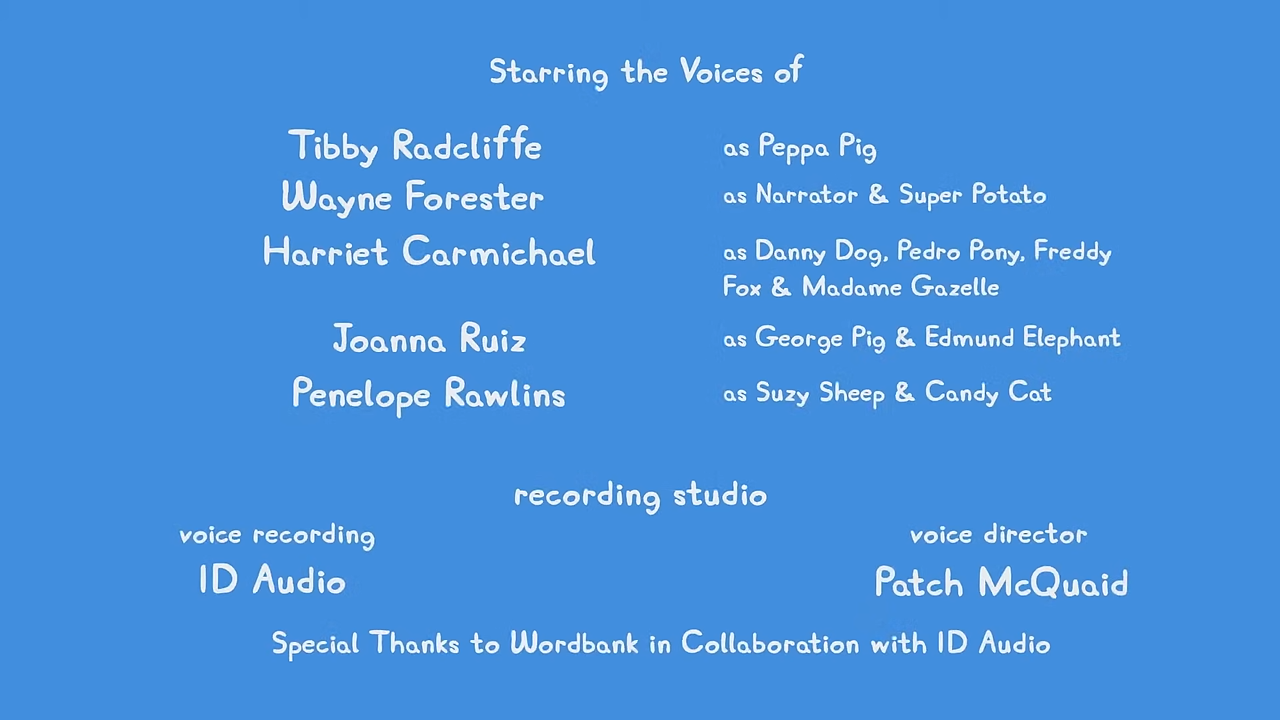 Starring the Voices of
Tibby Radcliffe as Peppa Pig
Wayne Forester as Narrator & Super Potato
Harriet Carmichael as Danny Dog, Pedro Pony, Freddy
Fox & Madame Gazelle
Joanna Ruiz as George Pig & Edmund Elephant
Penelope Rawlins as Suzy Sheep & Candy Cat
recording studio
voice recording voice director
ID Audio Patch McQuaid
Special Thanks to Wordbank in Collaboration with ID Audio